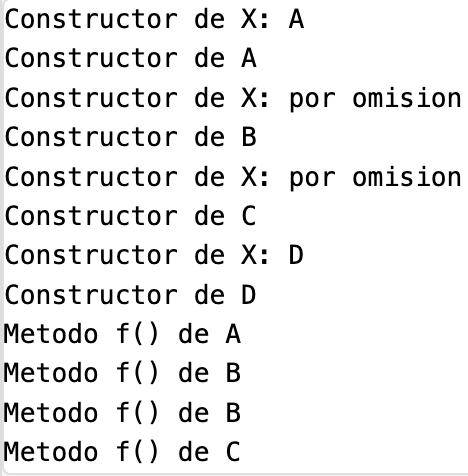 Constructor de X: A
Constructor de A
Constructor de X: por omision
Constructor de B
Constructor de X: por omision
Constructor de C
Constructor de X: D
Constructor de D
Metodo f() de A
Metodo f() de B
Metodo f() de B
Metodo f() de C